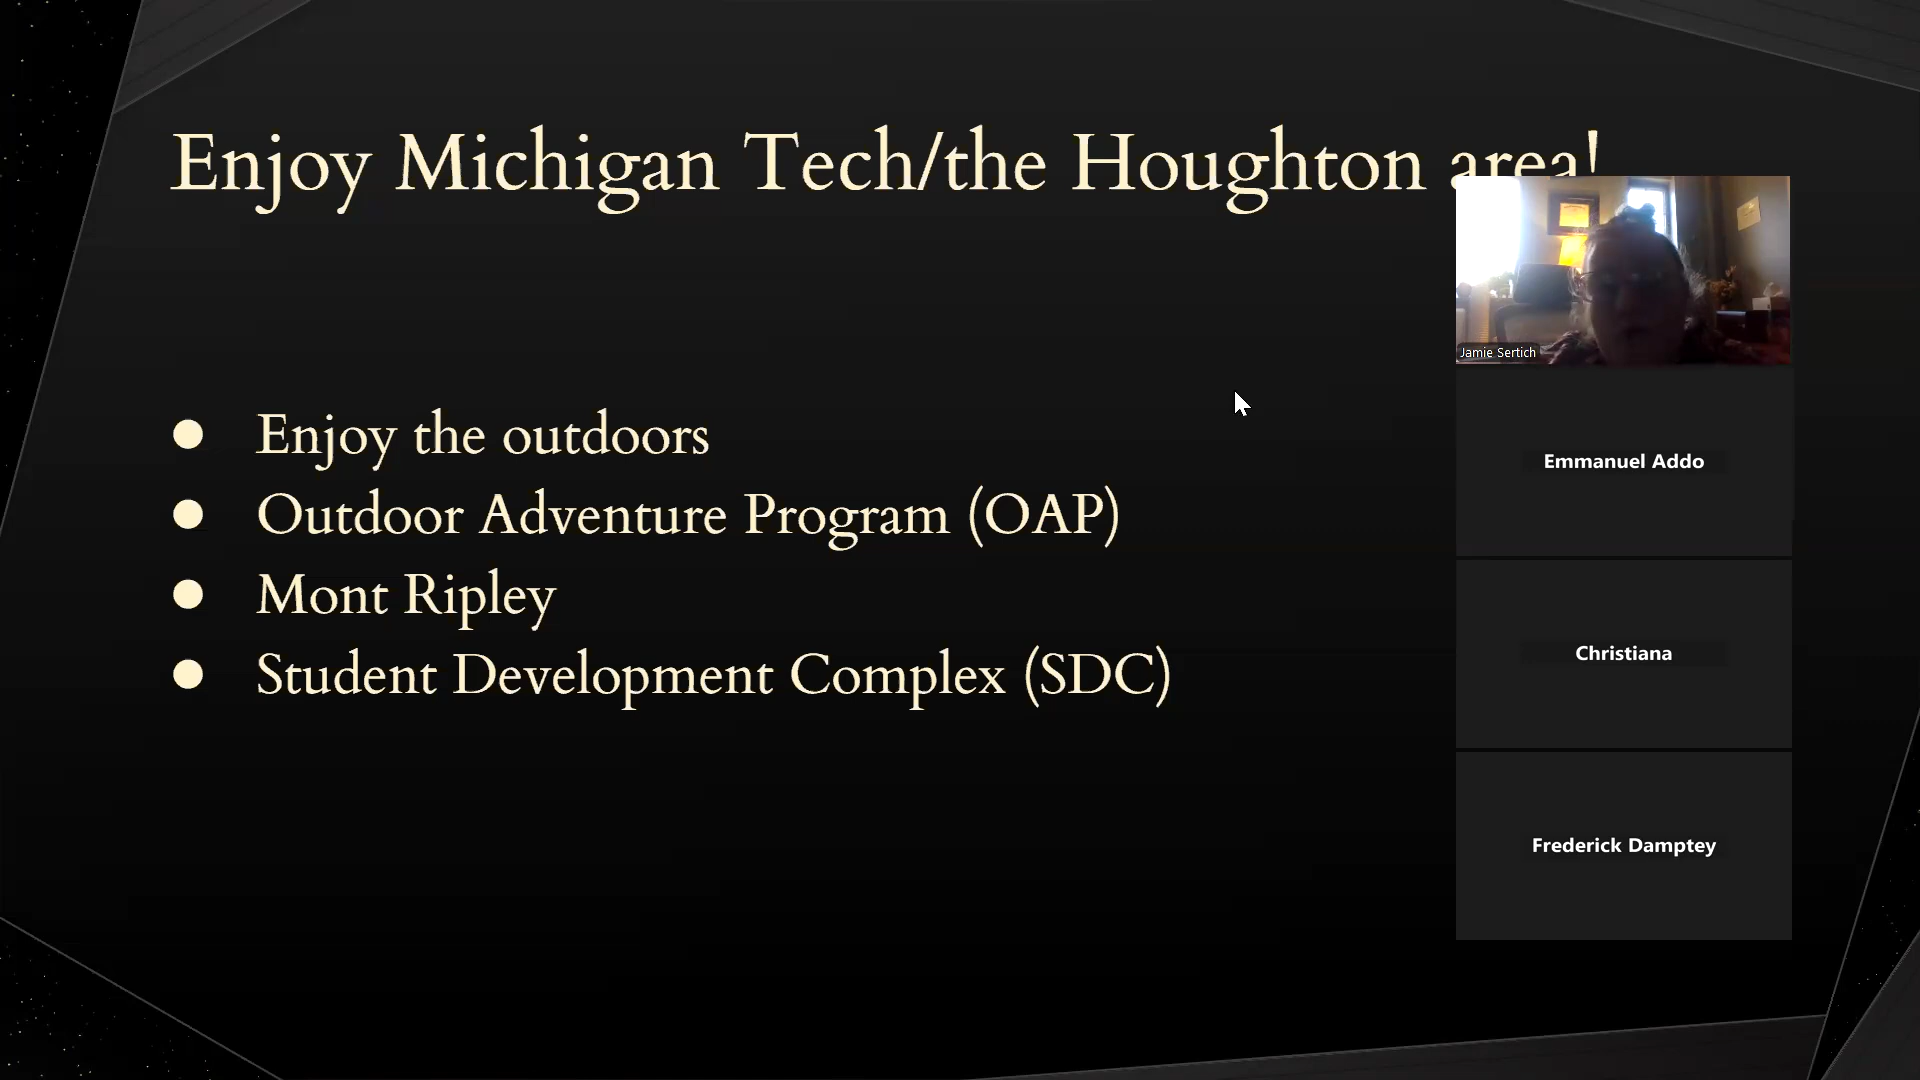 Enjoy Michigan Tech/the Houghton area!
● Enjoy the outdoors
● Outdoor Adventure Program (OAP)
● Mont Ripley
● Student Development Complex (SDC)
Jamie Sertich
Emmanuel Addo
Christiana
Frederick Damptey